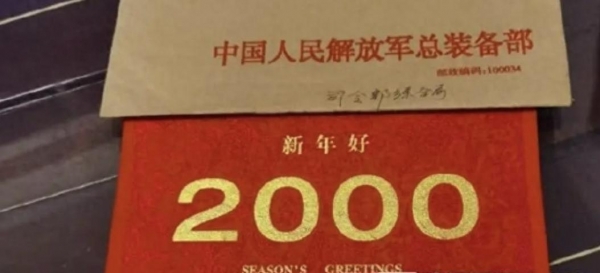 中国人民解放军总装备部
邮政编码:100034
新年好
2000
SEASON'S GREETINGS